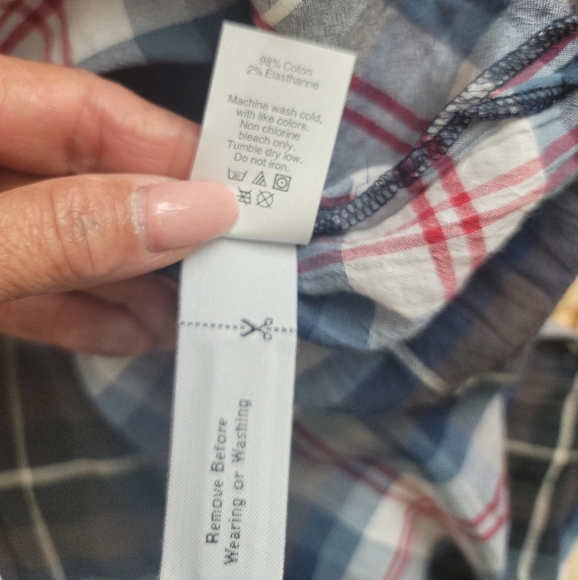 98% Coton
2% Elasthanne
Machine wash cold,
with like colors.
Non chlorine
bleach only.
Tumble dry low.
Do not iron.
Remove Before
Wearing or Washing